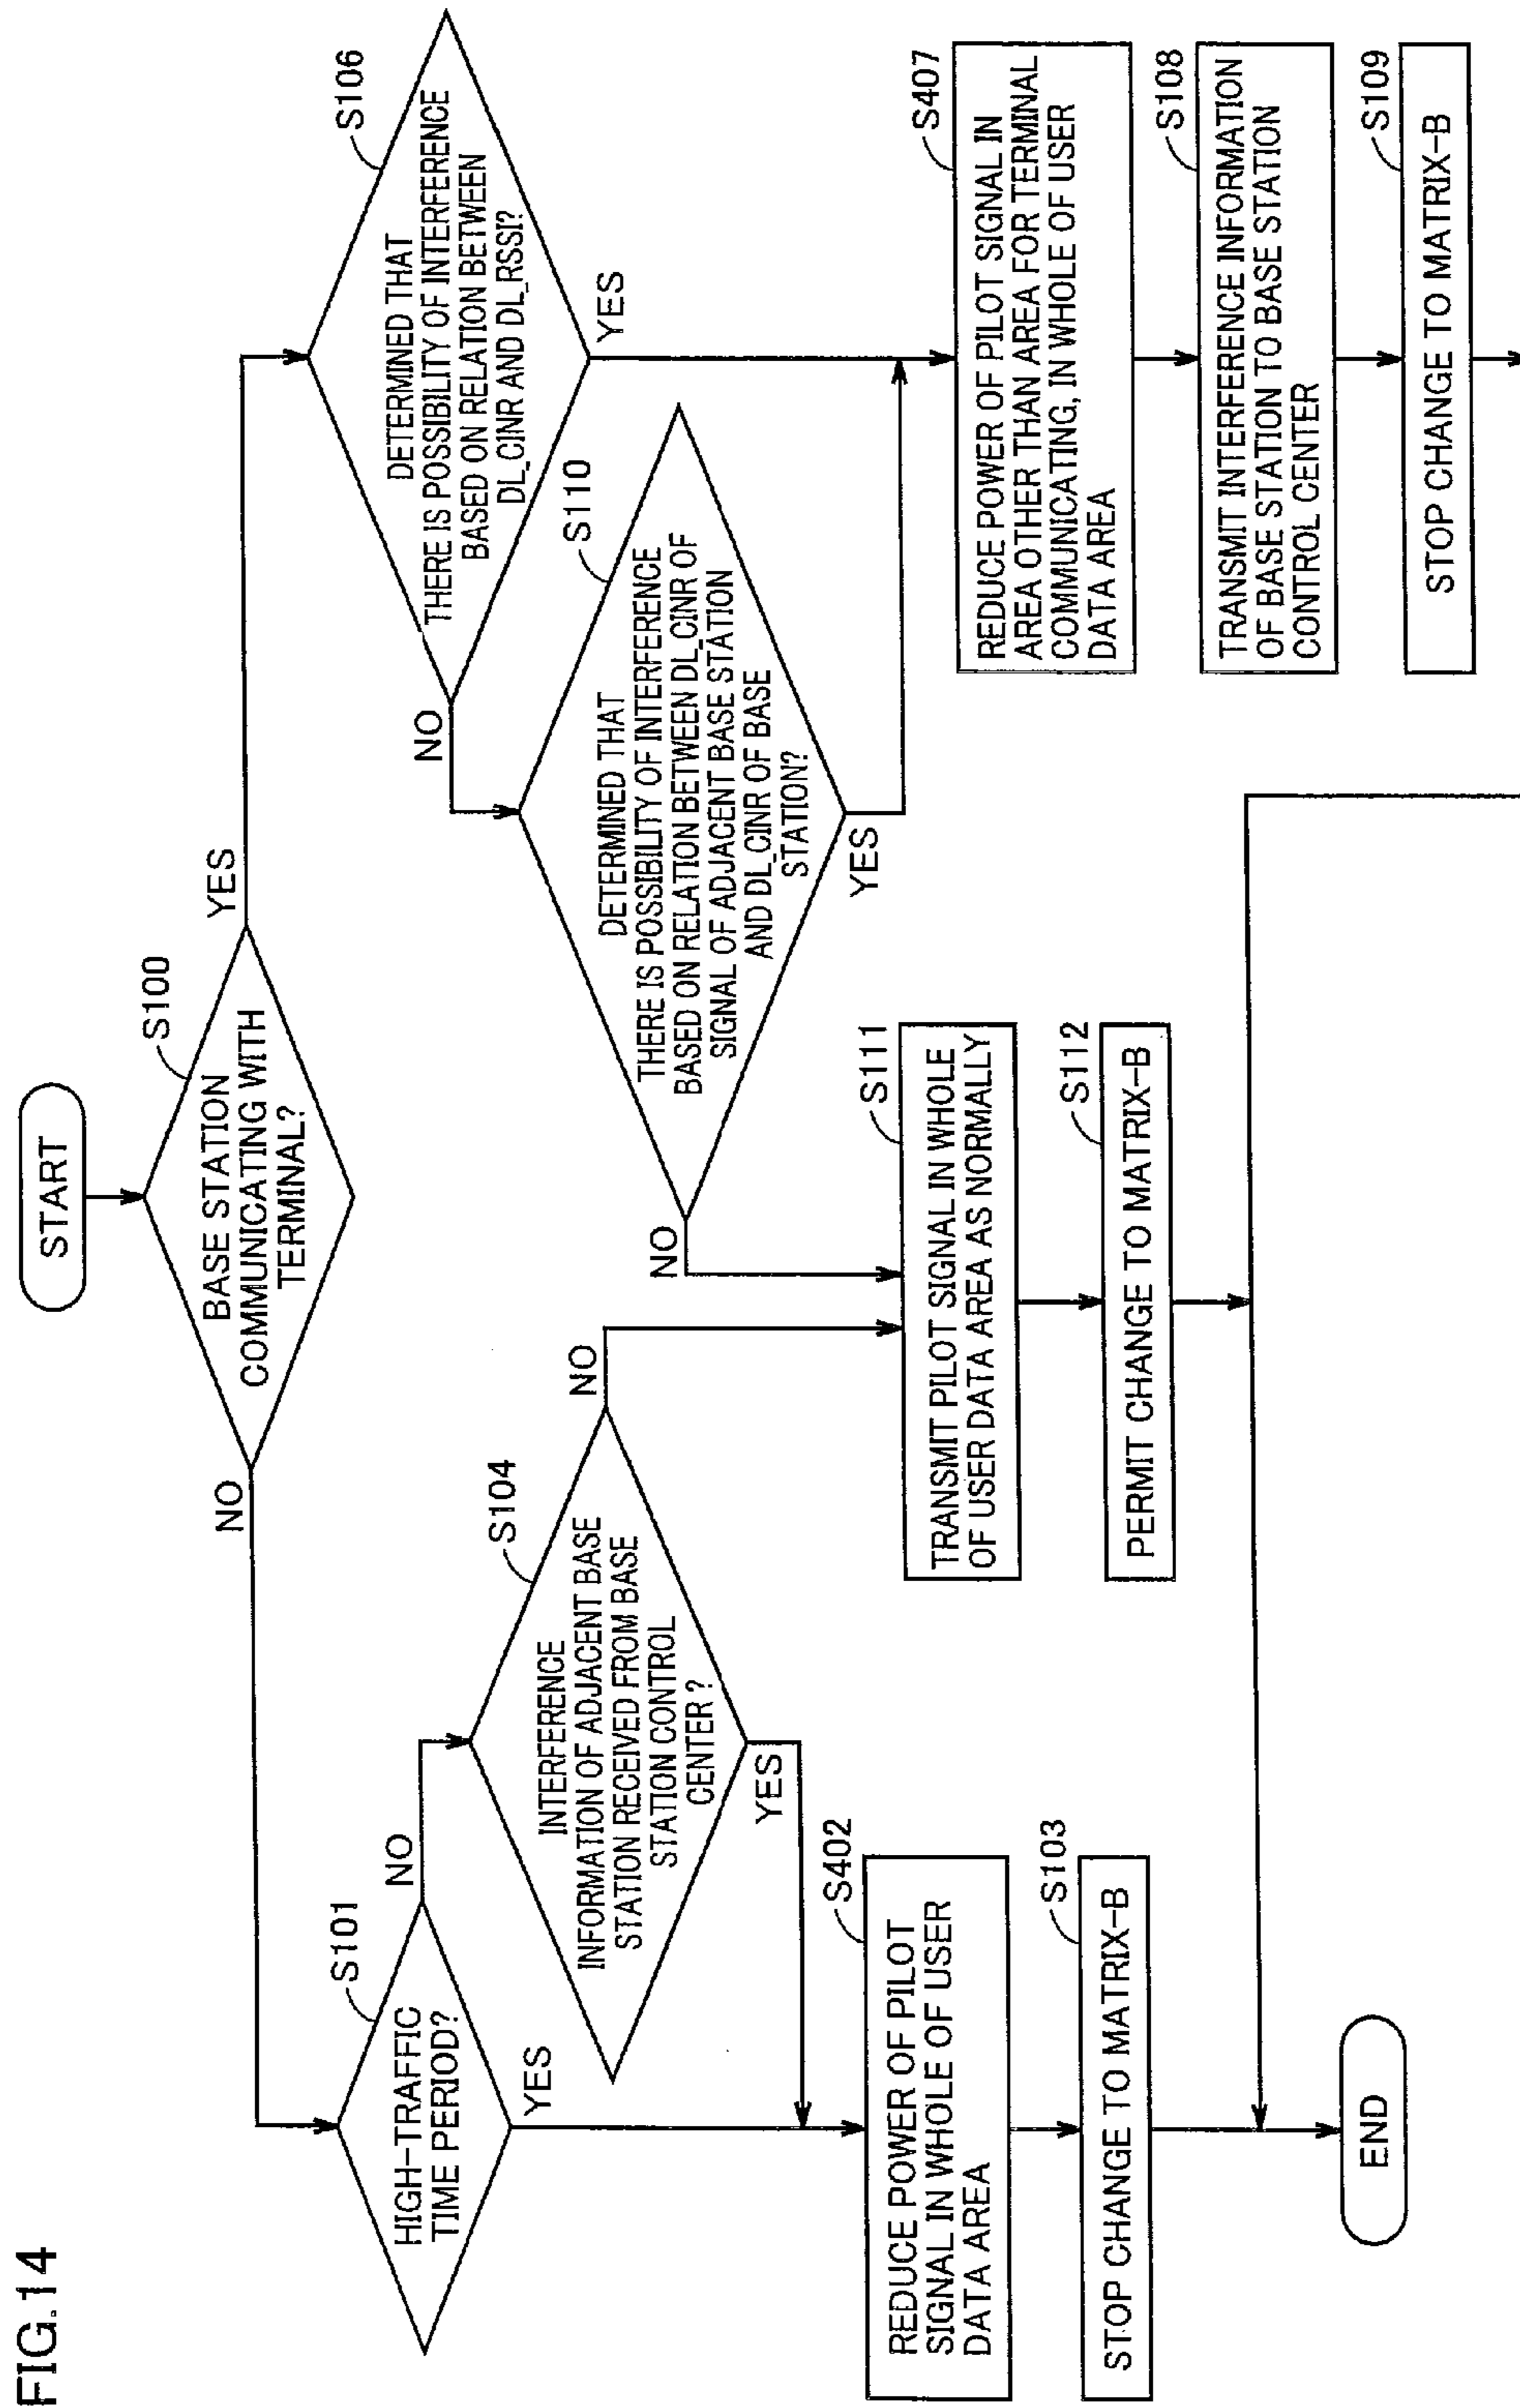 FIG.14
START
S100
BASE STATION
COMMUNICATING WITH
TERMINAL?
NO
YES
S101
HIGH-TRAFFIC
TIME PERIOD?
NO
YES
S104
INTERFERENCE
INFORMATION OF ADJACENT BASE
STATION RECEIVED FROM BASE
STATION CONTROL
CENTER?
NO
YES
S402
REDUCE POWER OF PILOT
SIGNAL IN WHOLE OF USER
DATA AREA
S103
STOP CHANGE TO MATRIX-B
END
S106
DETERMINED THAT
THERE IS POSSIBILITY OF INTERFERENCE
BASED ON RELATION BETWEEN
DL_CINR AND DL_RSSI?
NO
YES
S110
DETERMINED THAT
THERE IS POSSIBILITY OF INTERFERENCE
BASED ON RELATION BETWEEN DL_CINR OF
SIGNAL OF ADJACENT BASE STATION
AND DL_CINR OF BASE
STATION?
NO
YES
S111
TRANSMIT PILOT SIGNAL IN WHOLE
OF USER DATA AREA AS NORMALLY
S112
PERMIT CHANGE TO MATRIX-B
S407
REDUCE POWER OF PILOT SIGNAL IN
AREA OTHER THAN AREA FOR TERMINAL
COMMUNICATING, IN WHOLE OF USER
DATA AREA
S108
TRANSMIT INTERFERENCE INFORMATION
OF BASE STATION TO BASE STATION
CONTROL CENTER
S109
STOP CHANGE TO MATRIX-B